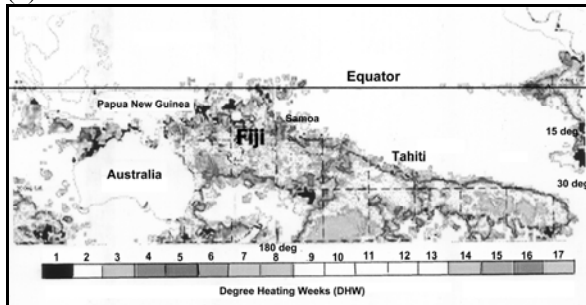 Equator
Papua New Guinea
Samoa
Fiji
15 deg
Tahiti
Australia
30 deg
180 deg
1 2 3 4 5 6 7 8 9 10 11 12 13 14 15 16 17
Degree Heating Weeks (DHW)